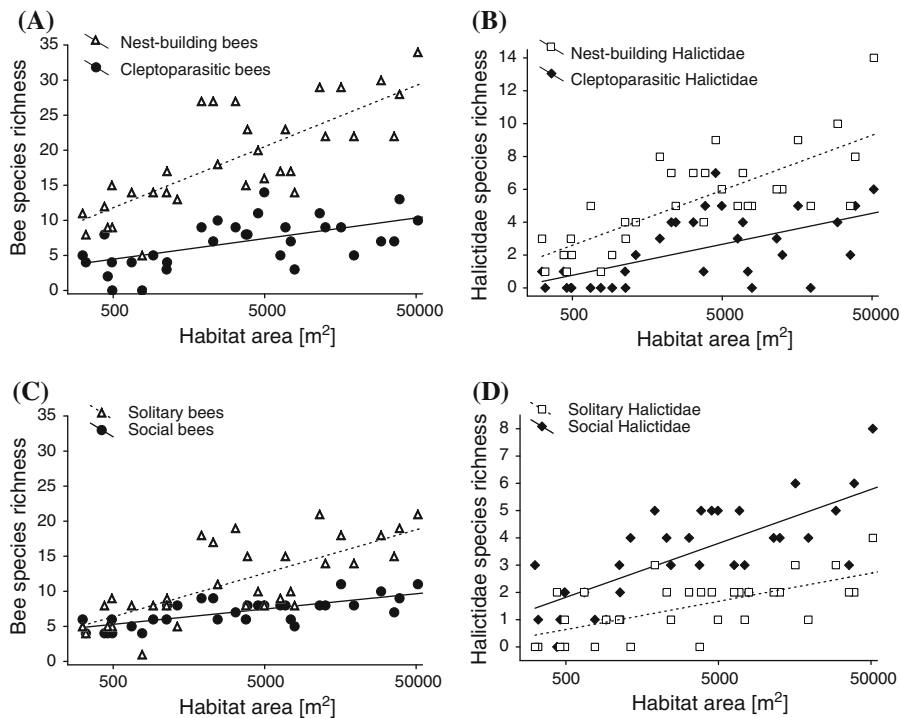 (A)
Nest-building bees
Cleptoparasitic bees
Bee species richness
35
30
25
20
15
10
5
0
500
5000
50000
Habitat area [m²]
(B)
Nest-building Halictidae
Cleptoparasitic Halictidae
Halictidae species richness
14
12
10
8
6
4
2
0
500
5000
50000
Habitat area [m²]
(C)
Solitary bees
Social bees
Bee species richness
35
30
25
20
15
10
5
0
500
5000
50000
Habitat area [m²]
(D)
Solitary Halictidae
Social Halictidae
Halictidae species richness
8
7
6
5
4
3
2
1
0
500
5000
50000
Habitat area [m²]